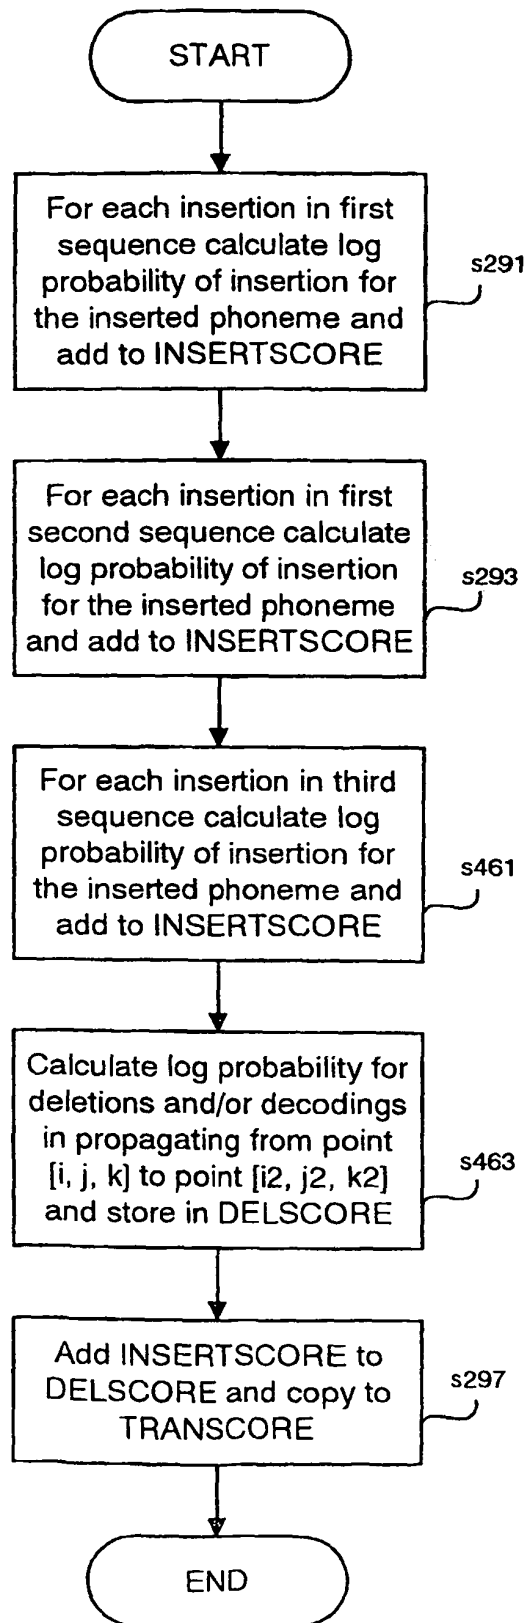 START
For each insertion in first
sequence calculate log
probability of insertion for
the inserted phoneme and
add to INSERTSCORE
s291
For each insertion in first
second sequence calculate
log probability of insertion
for the inserted phoneme
and add to INSERTSCORE
s293
For each insertion in third
sequence calculate log
probability of insertion for
the inserted phoneme and
add to INSERTSCORE
s461
Calculate log probability for
deletions and/or decodings
in propagating from point
[i, j, k] to point [i2, j2, k2]
and store in DELSCORE
s463
Add INSERTSCORE to
DELSCORE and copy to
TRANSCORE
s297
END